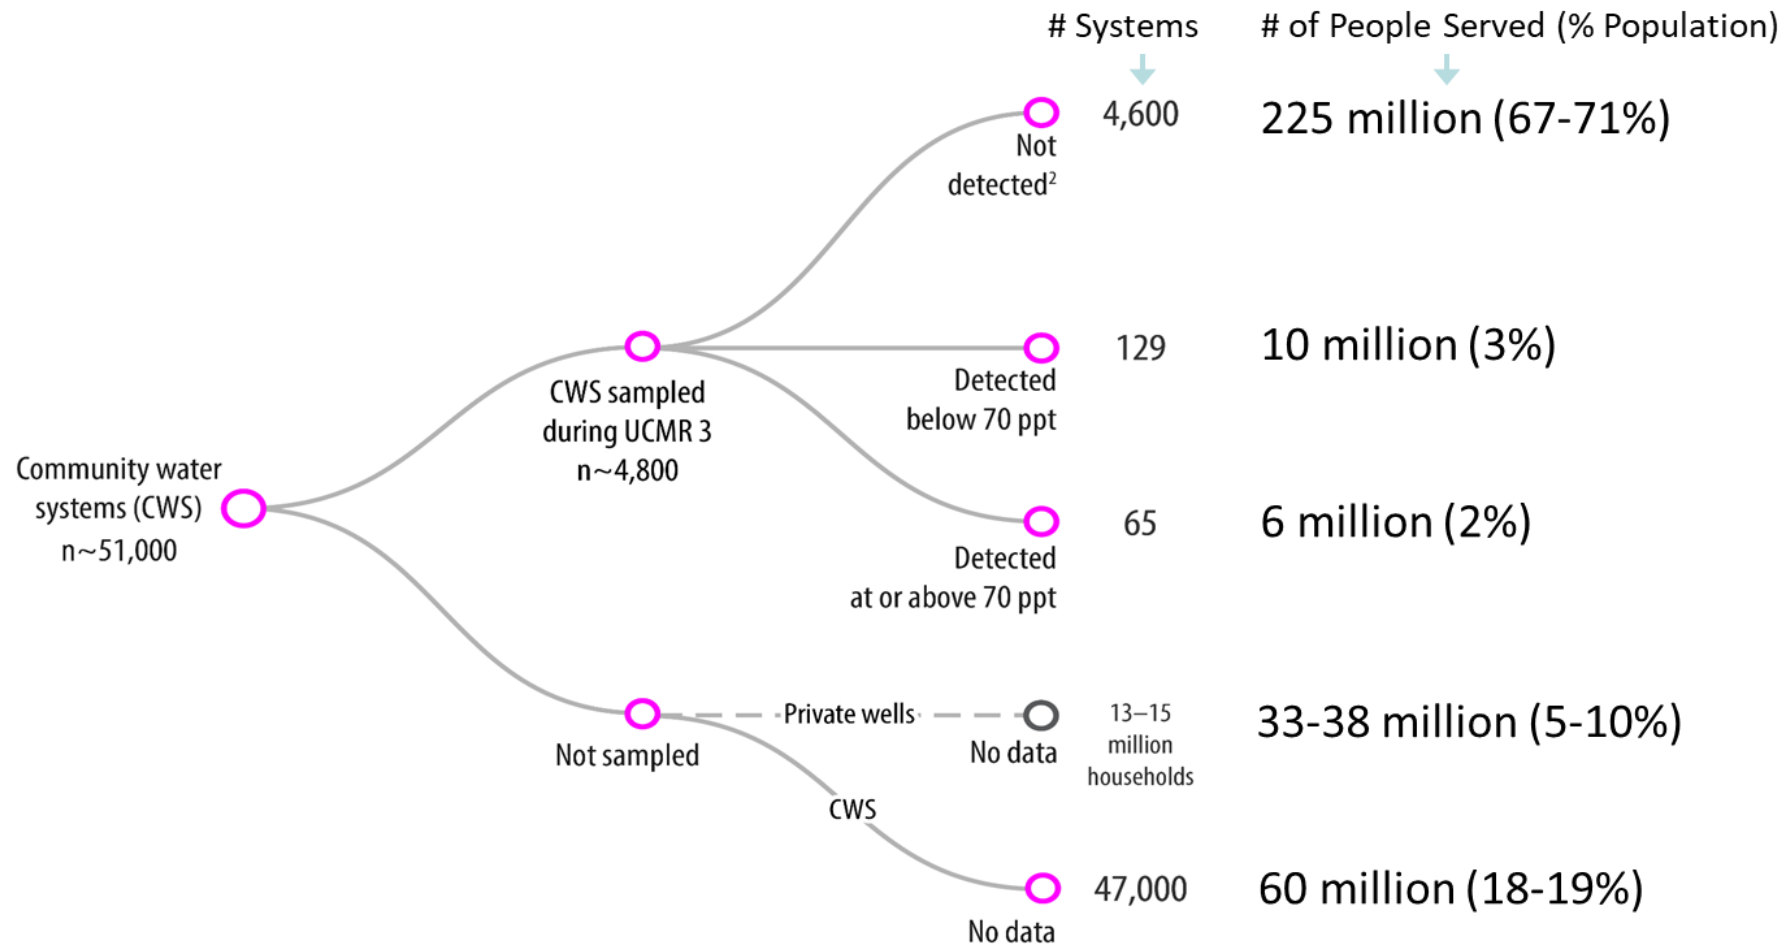 # Systems
# of People Served (% Population)
Not
detected²
4,600
225 million (67-71%)
CWS sampled
during UCMR 3
n~4,800
Detected
below 70 ppt
129
10 million (3%)
Community water
systems (CWS)
n~51,000
Detected
at or above 70 ppt
65
6 million (2%)
Not sampled
Private wells
No data
13–15
million
households
33-38 million (5-10%)
CWS
No data
47,000
60 million (18-19%)